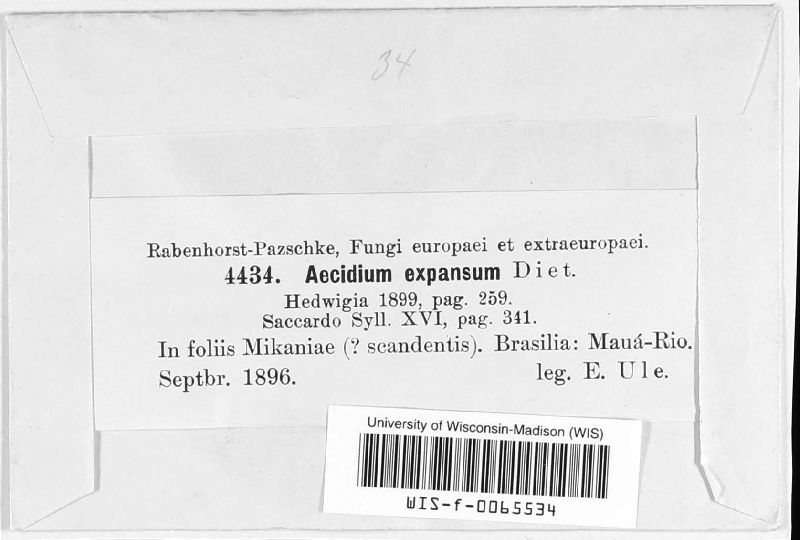 34
Rabenhorst-Pazschke, Fungi europaei et extraeuropaei.
4434. Aecidium expansum Diet.
Hedwigia 1899, pag. 259.
Saccardo Syll. XVI, pag. 341.
In foliis Mikaniae (? scandentis). Brasilia: Mauá-Rio.
Septbr. 1896. leg. E. Ule.
University of Wisconsin-Madison (WIS)
WIS-f-0065534